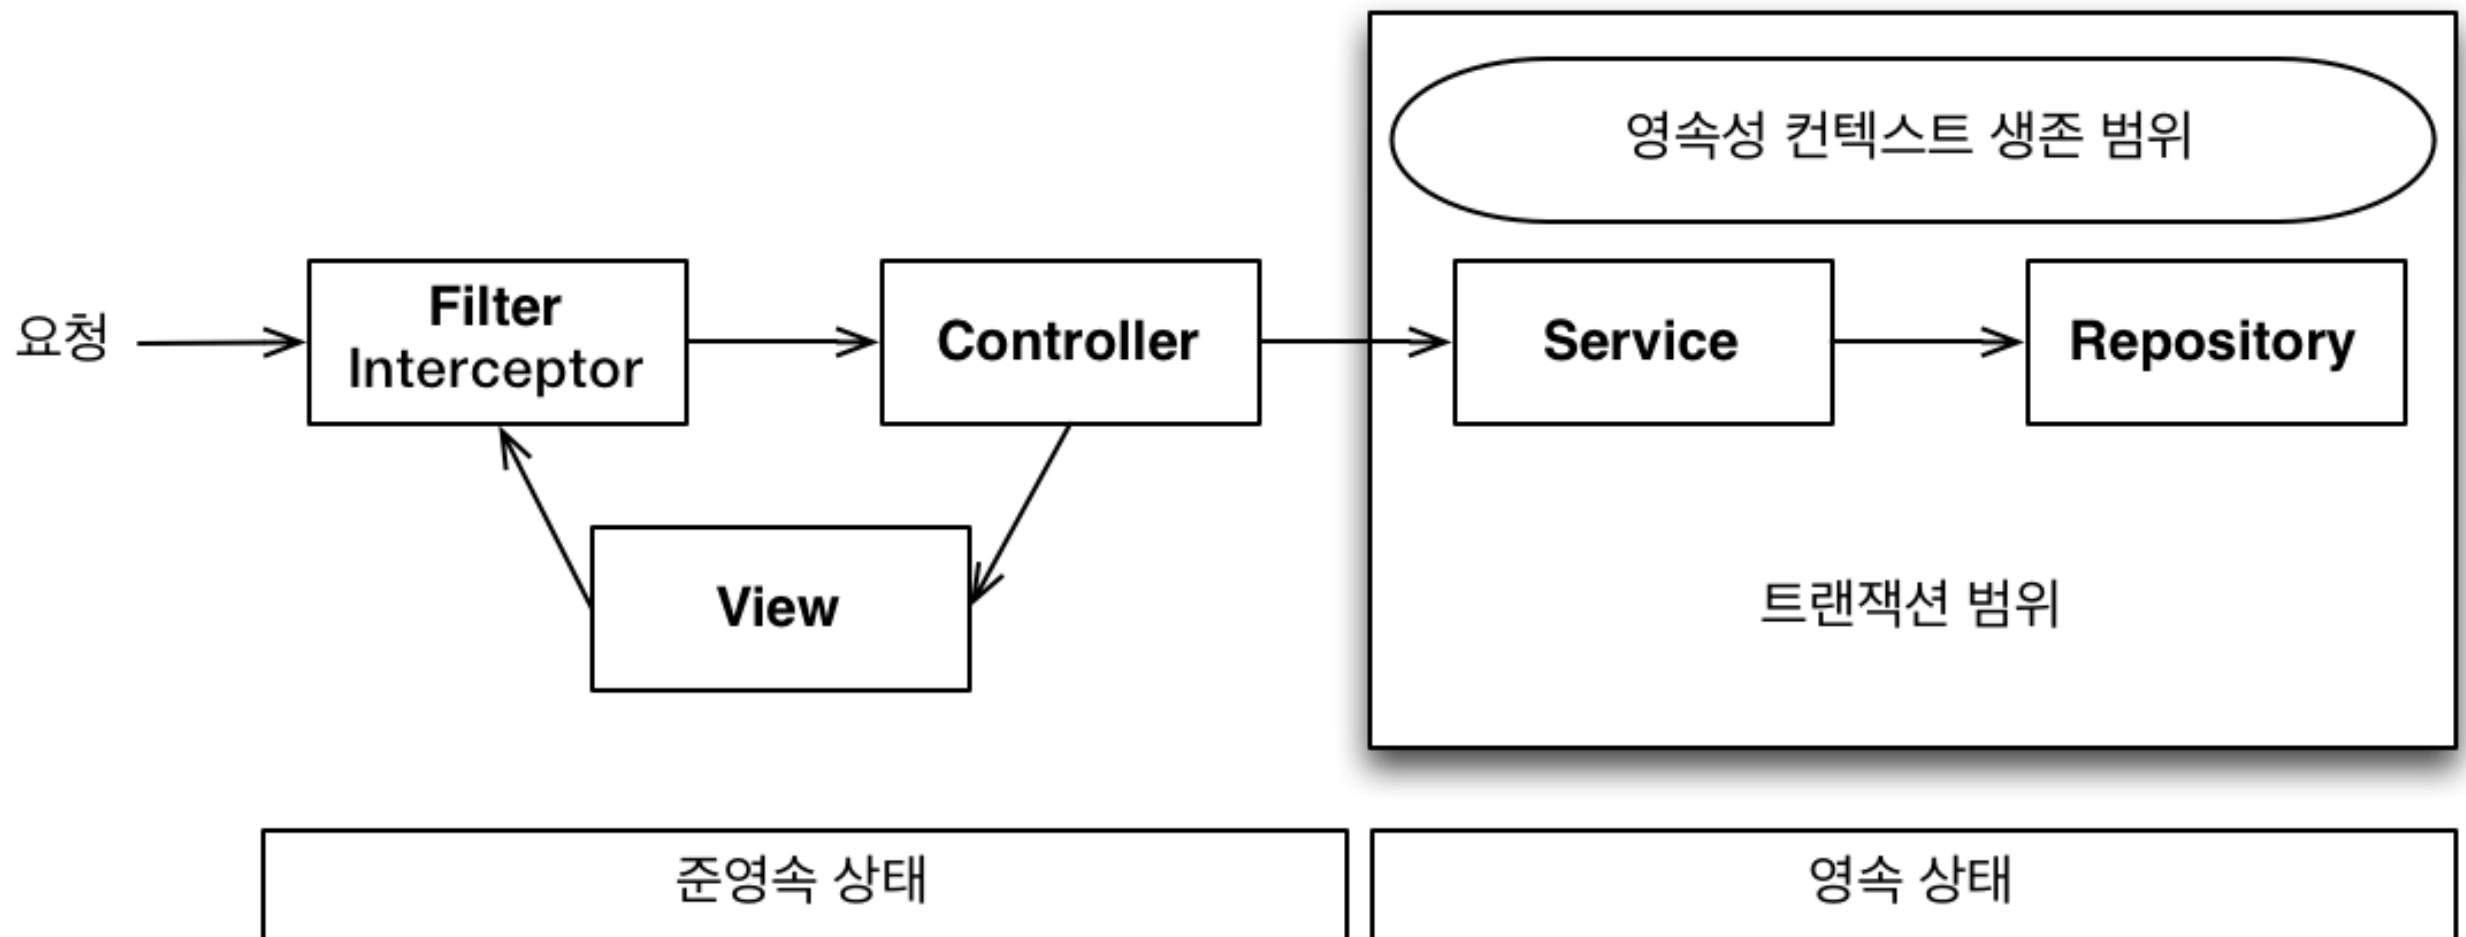 영속성 컨텍스트 생존 범위
요청
Filter
Interceptor
Controller
Service
Repository
View
트랜잭션 범위
준영속 상태
영속 상태